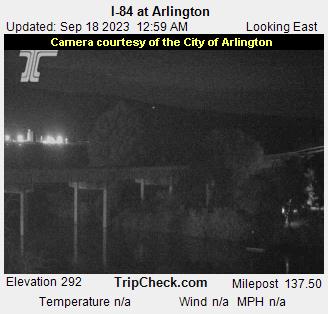 I-84 at Arlington
Updated: Sep 18 2023 12:59 AM Looking East
Camera courtesy of the City of Arlington
Elevation 292 TripCheck.com Milepost 137.50
Temperature n/a Wind n/a MPH n/a